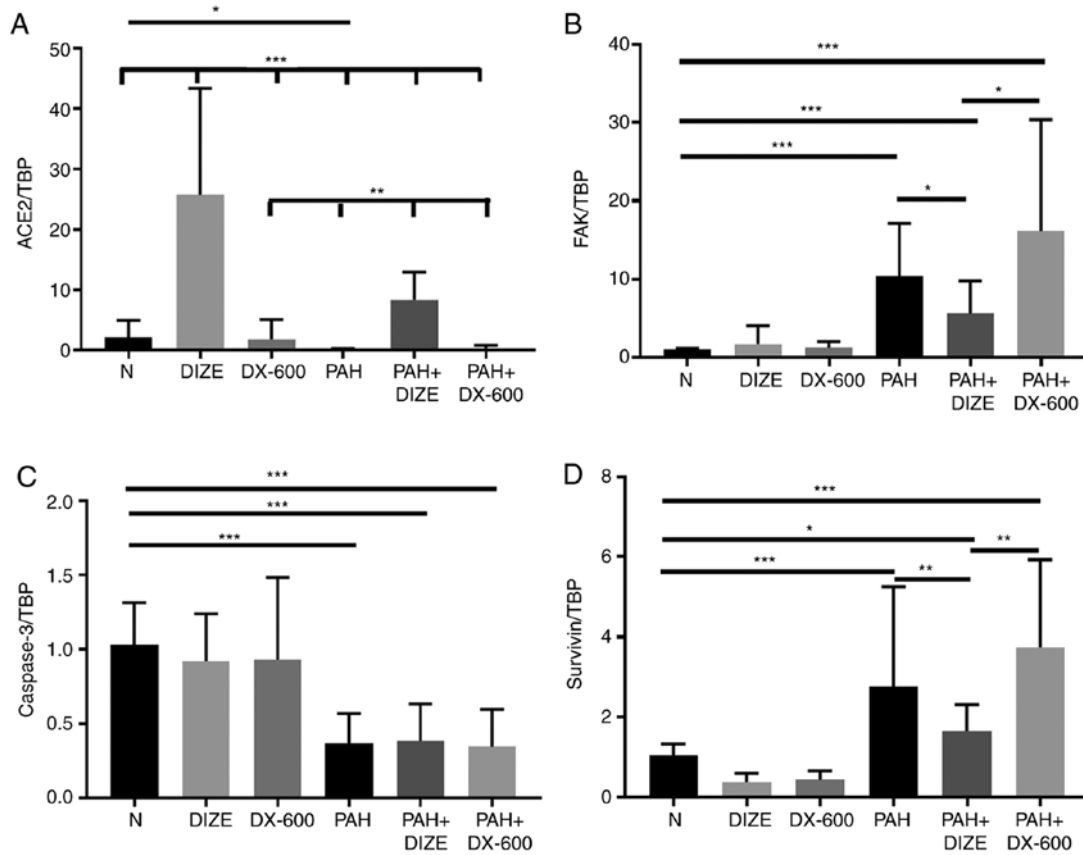 A
*
***
**
ACE2/TBP
50
40
30
20
10
0
N DIZE DX-600 PAH PAH+ PAH+
DIZE DX-600
B
***
***
*
***
*
FAK/TBP
40
30
20
10
0
N DIZE DX-600 PAH PAH+ PAH+
DIZE DX-600
C
***
***
***
Caspase-3/TBP
2.0
1.5
1.0
0.5
0.0
N DIZE DX-600 PAH PAH+ PAH+
DIZE DX-600
D
***
*
**
***
**
Survivin/TBP
8
6
4
2
0
N DIZE DX-600 PAH PAH+ PAH+
DIZE DX-600